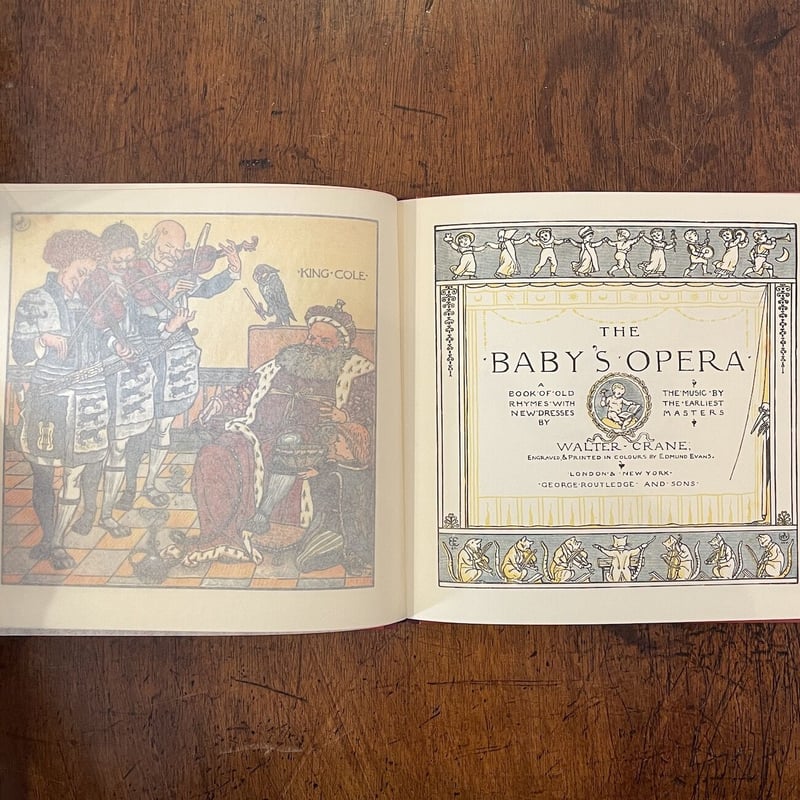 ·KING·COLE·
THE
·BABY'S·OPERA·
A
BOOK·OF·OLD
RHYMES·WITH
NEW·DRESSES
BY
THE·MUSIC·BY
THE·EARLIEST
MASTERS
WALTER·CRANE,
ENGRAVED,&PRINTED IN COLOURS BY EDMUND EVANS.
LONDON·& NEW YORK·
·GEORGE·ROUTLEDGE AND SONS·